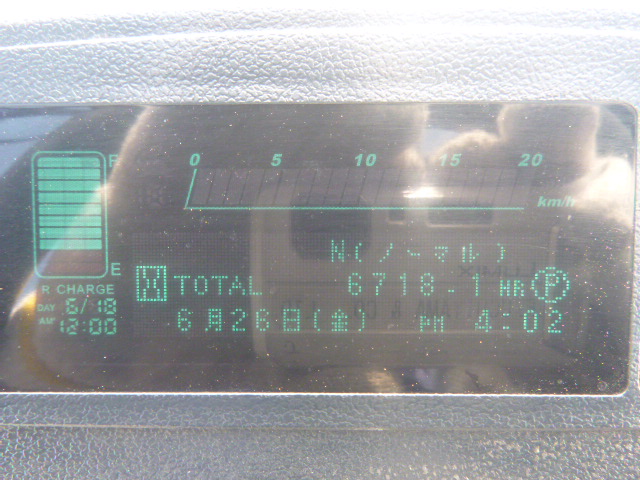 F
0 5 10 15 20
km/h
N(ノーマル)
E
R CHARGE
TOTAL 6718.1 HR P
DAY 6/18
6月26日(金) PM 4:02
AM 12:00